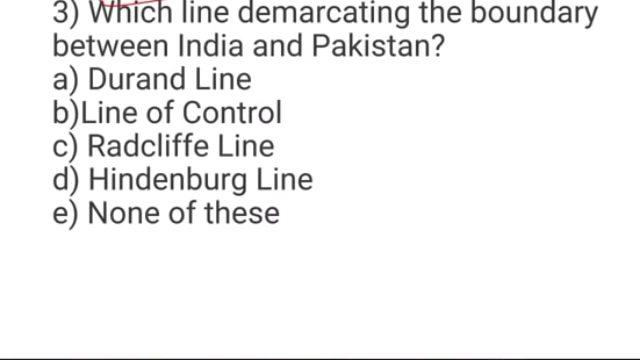 3) Which line demarcating the boundary
between India and Pakistan?
a) Durand Line
b)Line of Control
c) Radcliffe Line
d) Hindenburg Line
e) None of these